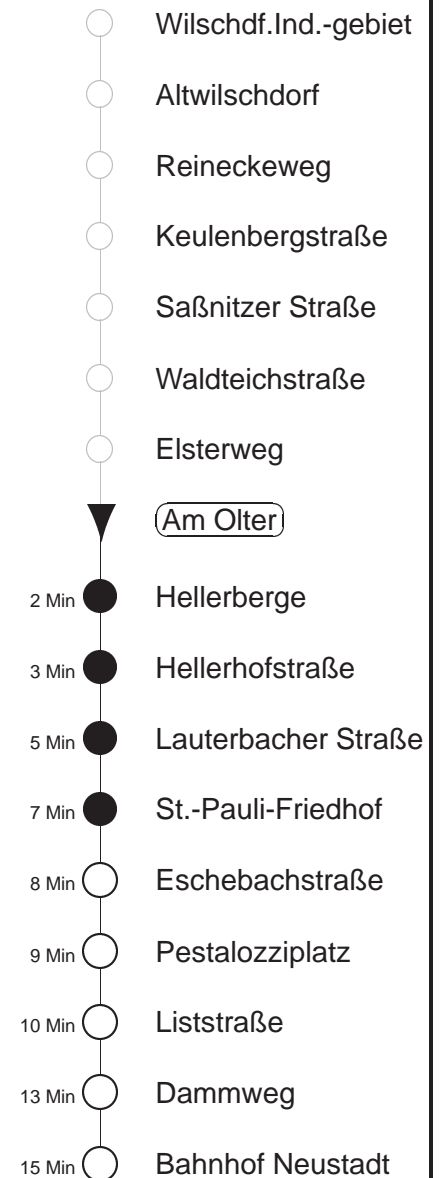 Wilschdf.Ind.-gebiet
Altwilschdorf
Reineckeweg
Keulenbergstraße
Saßnitzer Straße
Waldteichstraße
Elsterweg
Am Olter
2 Min Hellerberge
3 Min Hellerhofstraße
5 Min Lauterbacher Straße
7 Min St.-Pauli-Friedhof
8 Min Eschebachstraße
9 Min Pestalozziplatz
10 Min Liststraße
13 Min Dammweg
15 Min Bahnhof Neustadt